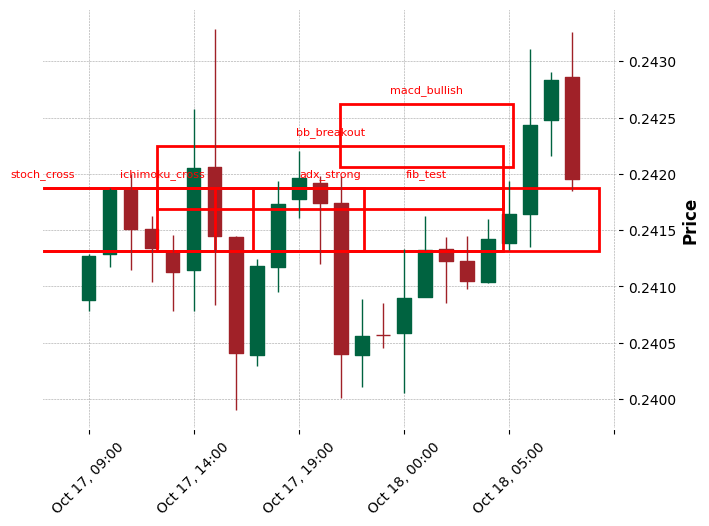 macd_bullish
bb_breakout
stoch_cross
ichimoku_cross
adx_strong
fib_test
0.2430
0.2425
0.2420
0.2415
0.2410
0.2405
0.2400
Price
Oct 17, 09:00
Oct 17, 14:00
Oct 17, 19:00
Oct 18, 00:00
Oct 18, 05:00